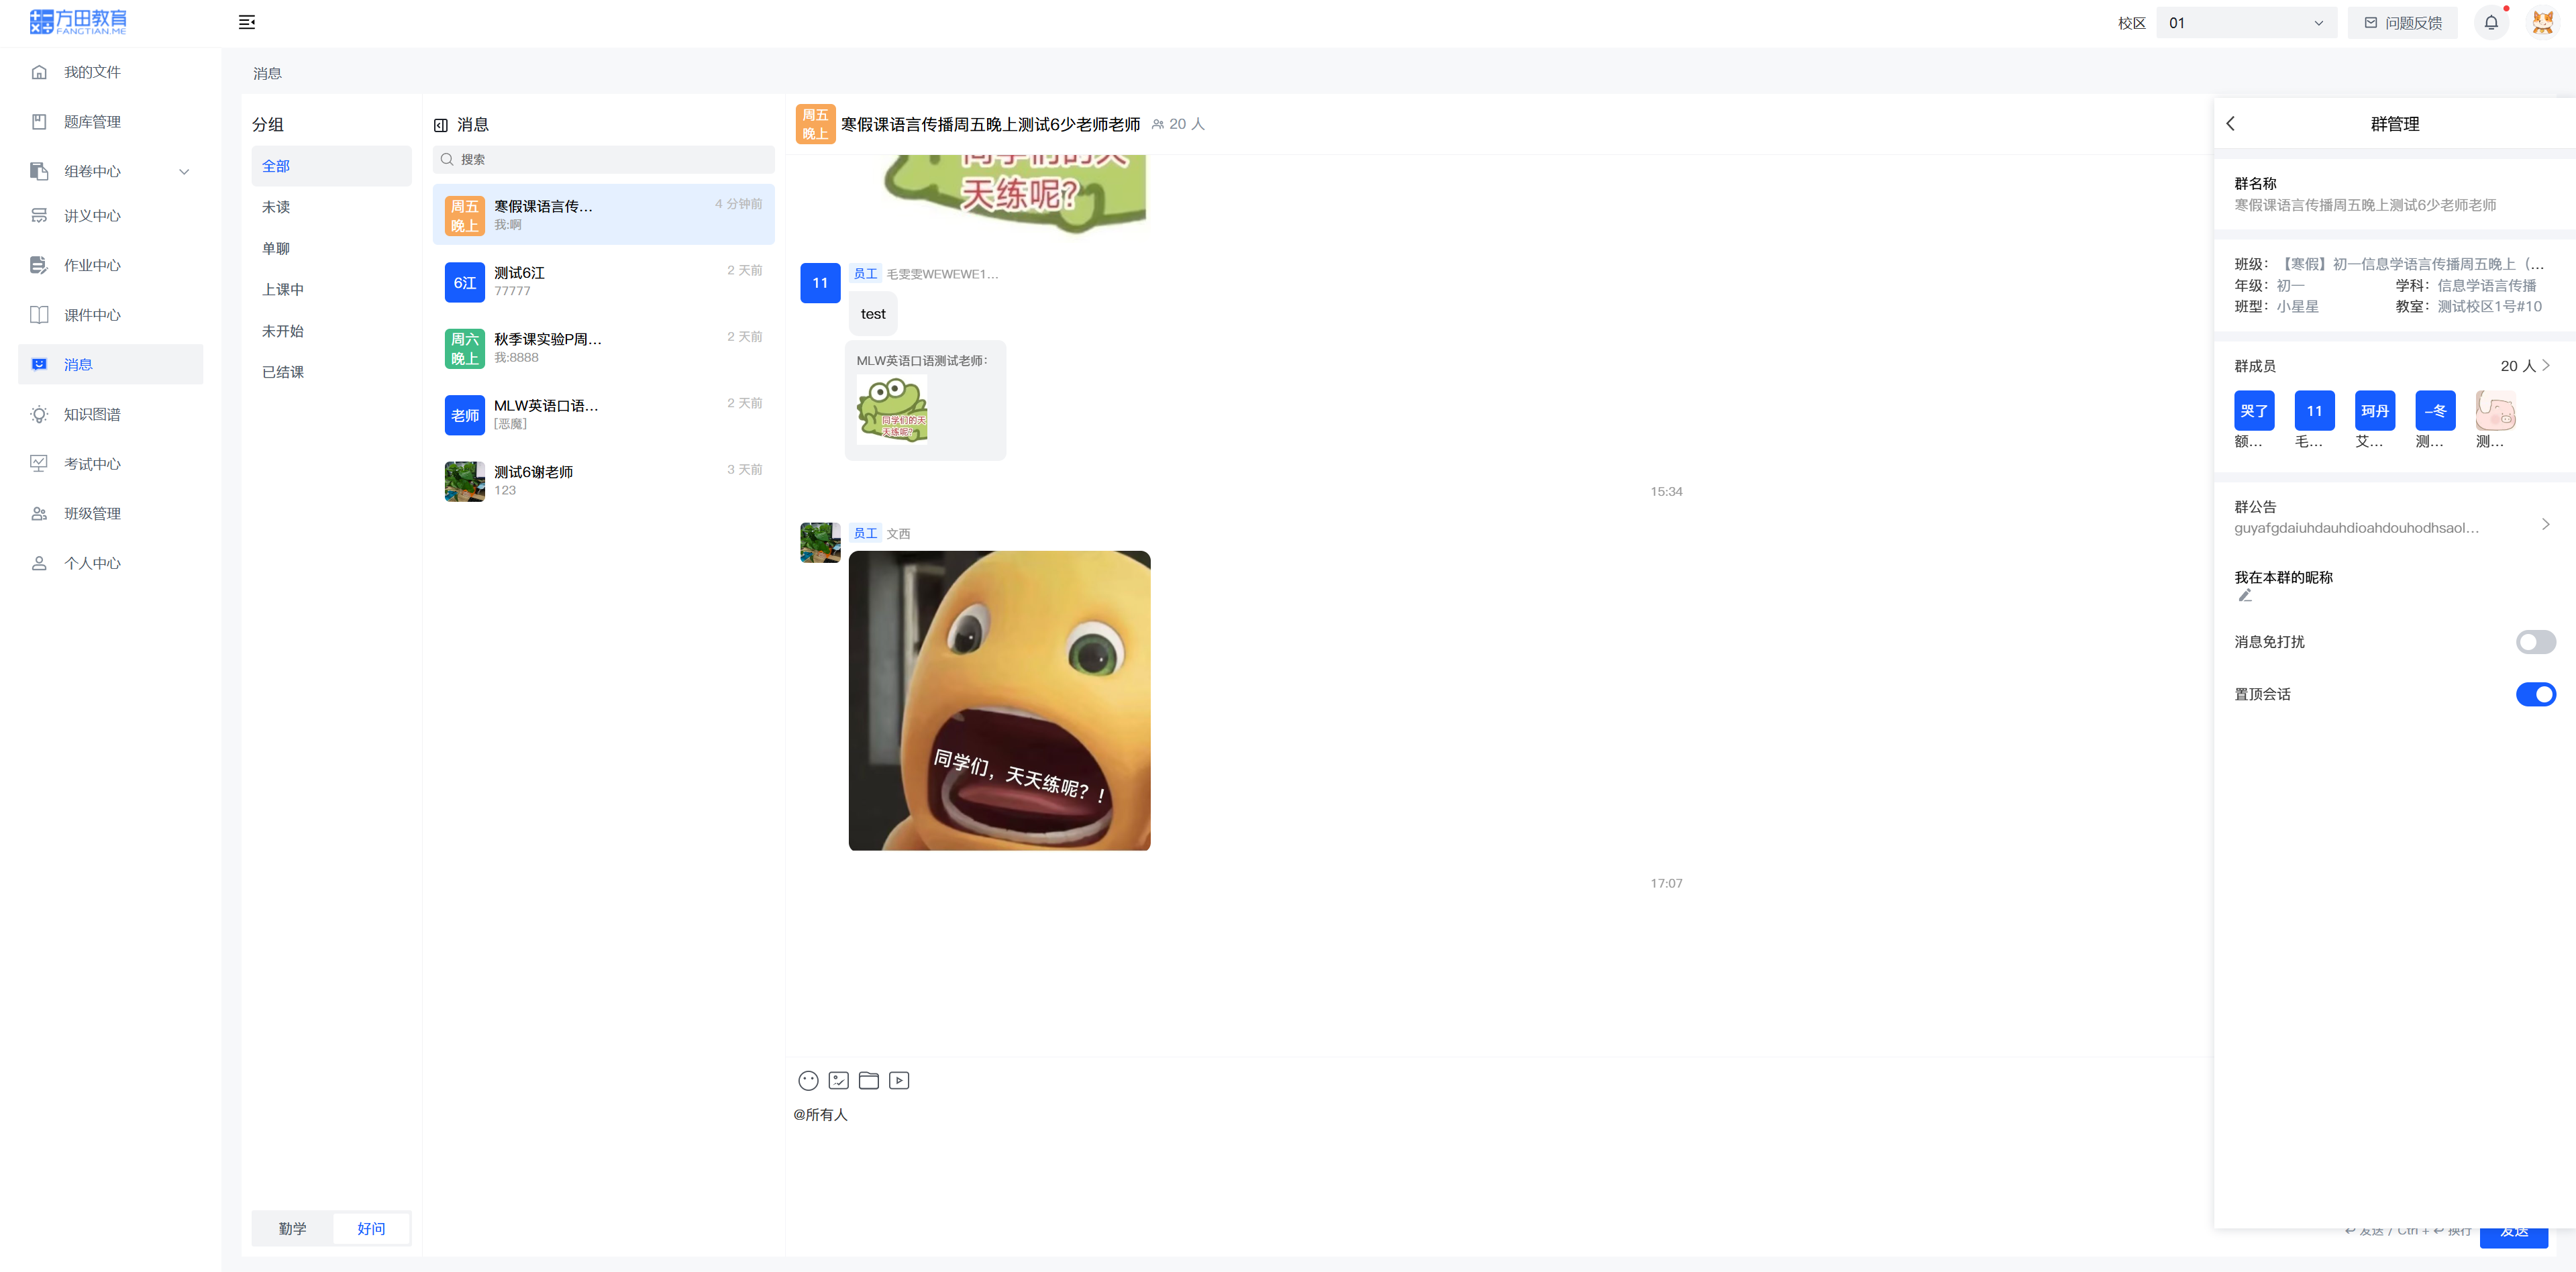 方田教育
FANGTIAN.ME
校区
01
问题反馈
我的文件
题库管理
组卷中心
讲义中心
作业中心
课件中心
消息
知识图谱
考试中心
班级管理
个人中心
消息
分组
全部
未读
单聊
上课中
未开始
已结课
勤学
好问
消息
搜索
周五
晚上
寒假课语言传...
4 分钟前
我:啊
6江
测试6江
2 天前
77777
周六
晚上
秋季课实验P周...
2 天前
我:8888
老师
MLW英语口语...
2 天前
[恶魔]
测试6谢老师
3 天前
123
周五
晚上
寒假课语言传播周五晚上测试6少老师老师
20 人
同学们的天
天练呢?
11
员工
毛雯雯WEWEWE1...
test
MLW英语口语测试老师：
同学们的天
天练呢?
15:34
员工
文西
同学们，天天练呢？！
17:07
@所有人
发送 / Ctrl + 换行
发送
群管理
群名称
寒假课语言传播周五晚上测试6少老师老师
班级：【寒假】初一信息学语言传播周五晚上（...
年级：初一
学科：信息学语言传播
班型：小星星
教室：测试校区1号#10
群成员
20 人
哭了
11
珂丹
–冬
额...
毛...
艾...
测...
测...
群公告
guyafgdaiuhdauhdioahdouhodhsaol...
我在本群的昵称
消息免打扰
置顶会话